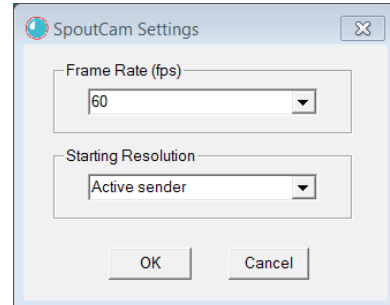 SpoutCam Settings
Frame Rate (fps)
60
Starting Resolution
Active sender
OK
Cancel